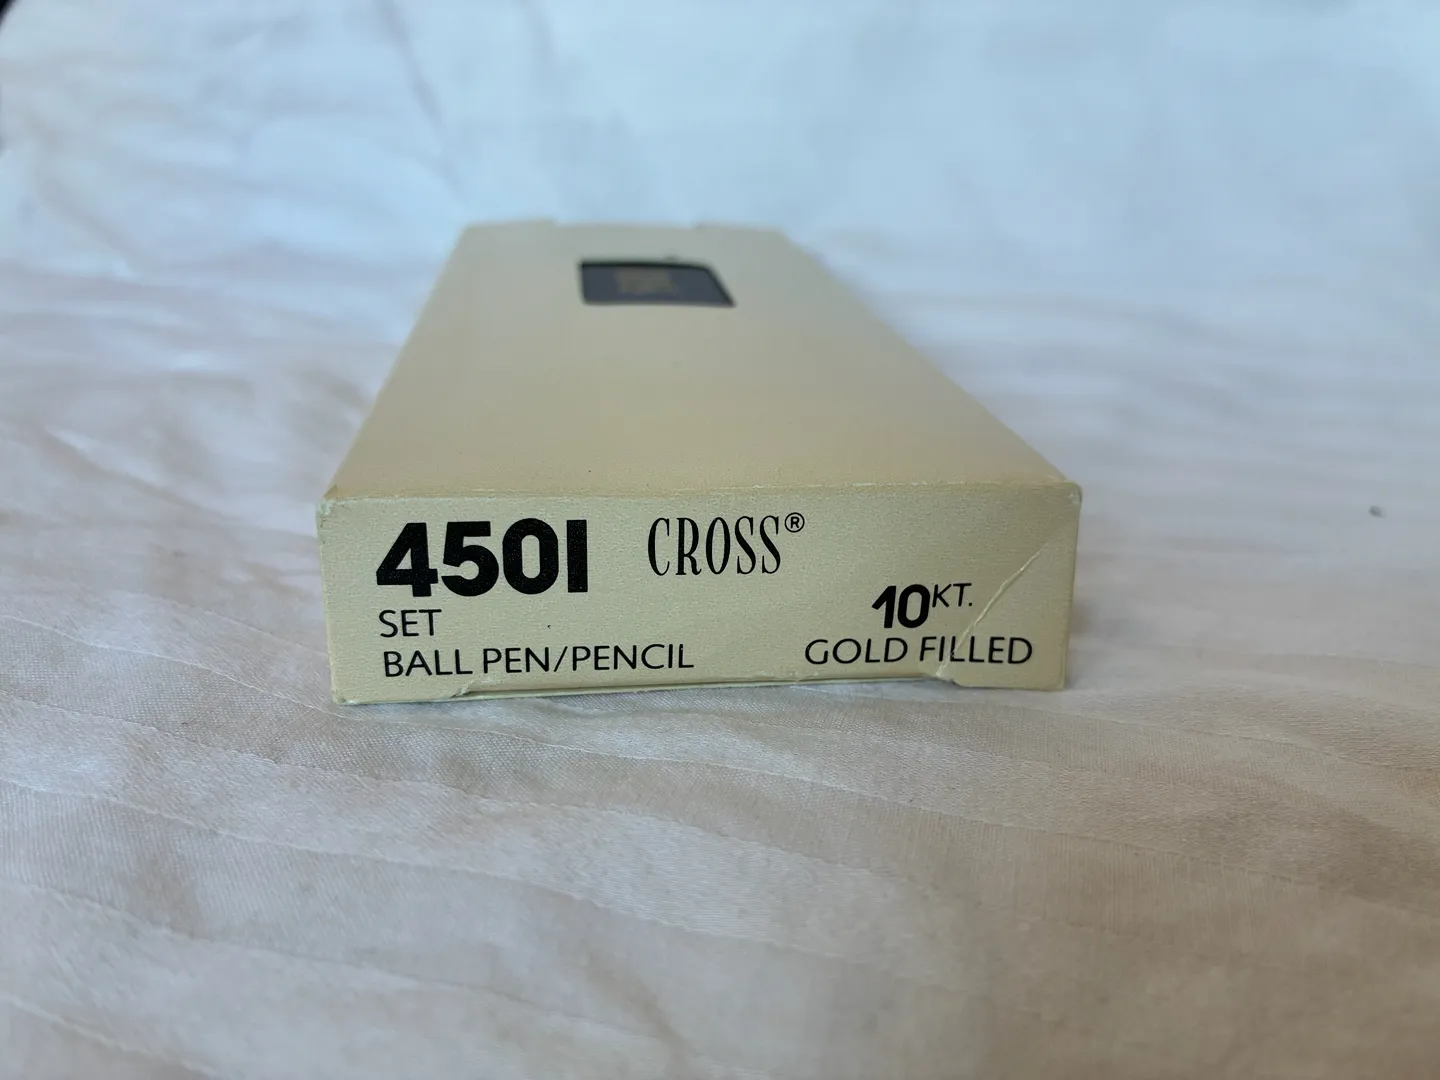 4501 CROSS®
SET
BALL PEN/PENCIL
10KT.
GOLD FILLED